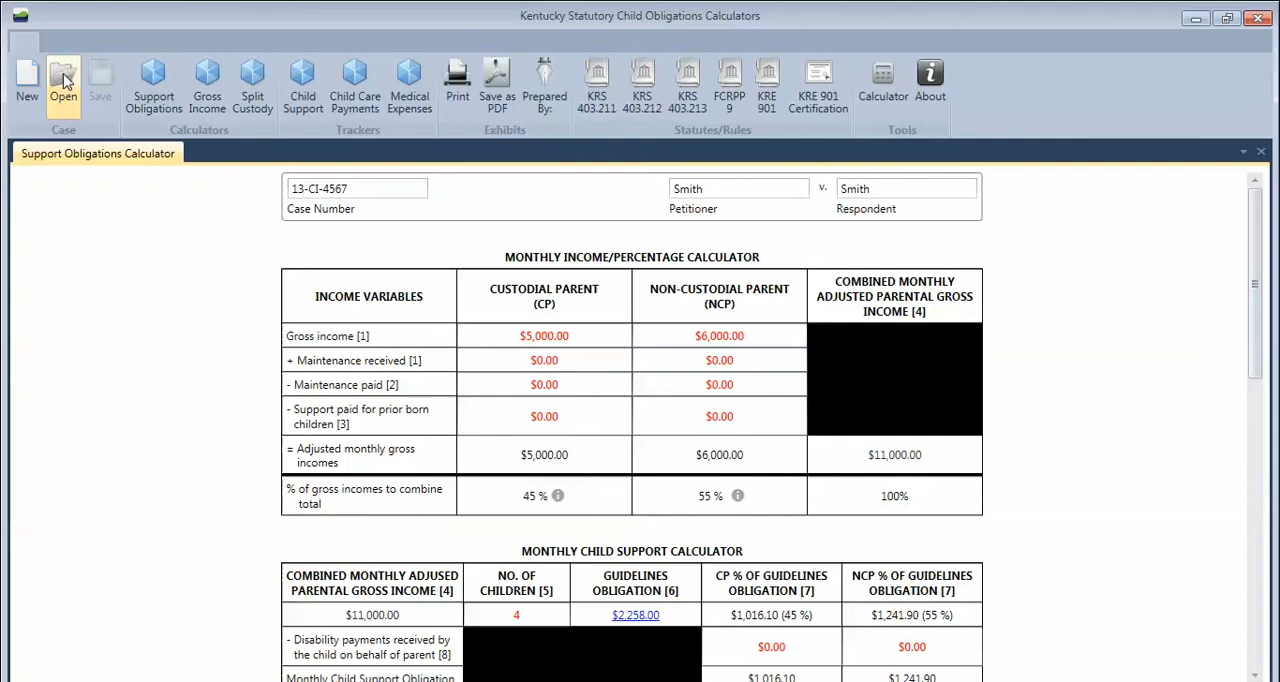 Kentucky Statutory Child Obligations Calculators
New
Open
Save
Support
Obligations
Gross
Income
Split
Custody
Child
Support
Child Care
Payments
Medical
Expenses
Print
Save as
PDF
Prepared
By:
KRS
403.211
KRS
403.212
KRS
403.213
FCRPP
9
KRE
901
KRE 901
Certification
Calculator
About
Case
Calculators
Trackers
Exhibits
Statutes/Rules
Tools
Support Obligations Calculator
13-CI-4567
Smith
v.
Smith
Case Number
Petitioner
Respondent
MONTHLY INCOME/PERCENTAGE CALCULATOR
INCOME VARIABLES
CUSTODIAL PARENT
(CP)
NON-CUSTODIAL PARENT
(NCP)
COMBINED MONTHLY
ADJUSTED PARENTAL GROSS
INCOME [4]
Gross income [1] $5,000.00 $6,000.00
+ Maintenance received [1] $0.00 $0.00
- Maintenance paid [2] $0.00 $0.00
- Support paid for prior born
children [3]
$0.00 $0.00
= Adjusted monthly gross
incomes
$5,000.00 $6,000.00 $11,000.00
% of gross incomes to combine
total
45 % 55 % 100%
MONTHLY CHILD SUPPORT CALCULATOR
COMBINED MONTHLY ADJUSED
PARENTAL GROSS INCOME [4]
NO. OF
CHILDREN [5]
GUIDELINES
OBLIGATION [6]
CP % OF GUIDELINES
OBLIGATION [7]
NCP % OF GUIDELINES
OBLIGATION [7]
$11,000.00 4 $2,258.00 $1,016.10 (45 %) $1,241.90 (55 %)
- Disability payments received by
the child on behalf of parent [8]
$0.00 $0.00
Monthly Child Support Obligation $1,016.10 $1,241.90